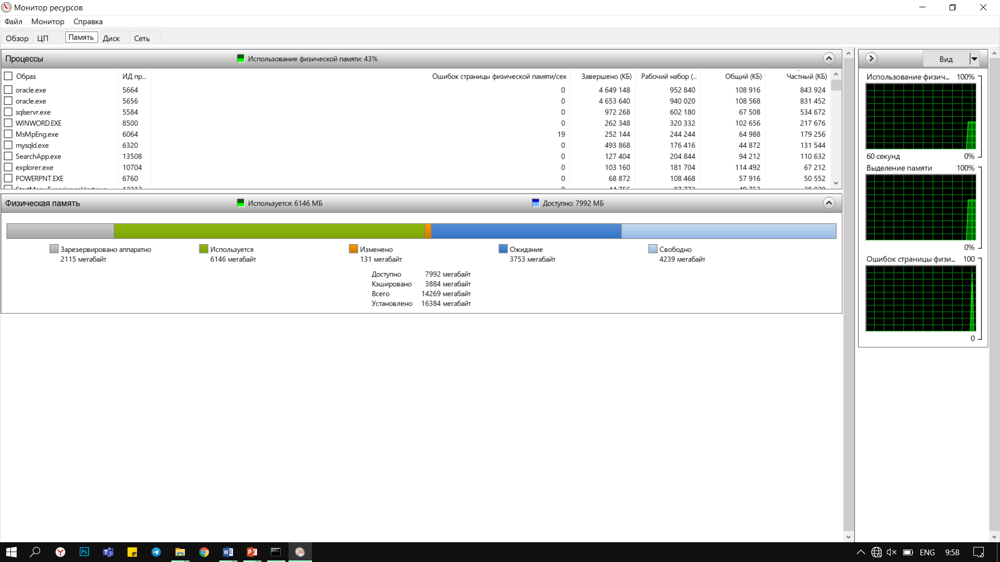 Монитор ресурсов
Файл Монитор Справка
Обзор ЦП Память Диск Сеть
Процессы Использование физической памяти: 43%
Образ ИД пр... Ошибок страницы физической памяти/сек Завершено (КБ) Рабочий набор (... Общий (КБ) Частный (КБ)
oracle.exe 5664 0 4 649 148 952 840 108 916 843 924
oracle.exe 5656 0 4 653 640 940 020 108 568 831 452
sqlservr.exe 5584 0 972 268 602 180 67 508 534 672
WINWORD.EXE 8500 0 262 348 320 332 102 656 217 676
MsMpEng.exe 6064 19 252 144 244 244 64 988 179 256
mysqld.exe 6320 0 493 868 176 416 44 872 131 544
SearchApp.exe 13508 0 127 404 204 844 94 212 110 632
explorer.exe 10704 0 103 160 181 704 114 492 67 212
POWERPNT.EXE 6760 0 68 872 108 468 57 916 50 552
Физическая память Используется: 6146 МБ Доступно: 7992 МБ
Зарезервировано аппаратно Используется Изменено Ожидание Свободно
2115 мегабайт 6146 мегабайт 131 мегабайт 3753 мегабайт 4239 мегабайт
Доступно 7992 мегабайт
Кэшировано 3884 мегабайт
Всего 14269 мегабайт
Установлено 16384 мегабайт
Вид
Использование физич... 100%
60 секунд 0%
Выделение памяти 100%
0%
Ошибок страницы физи... 100
0
ENG 9:58